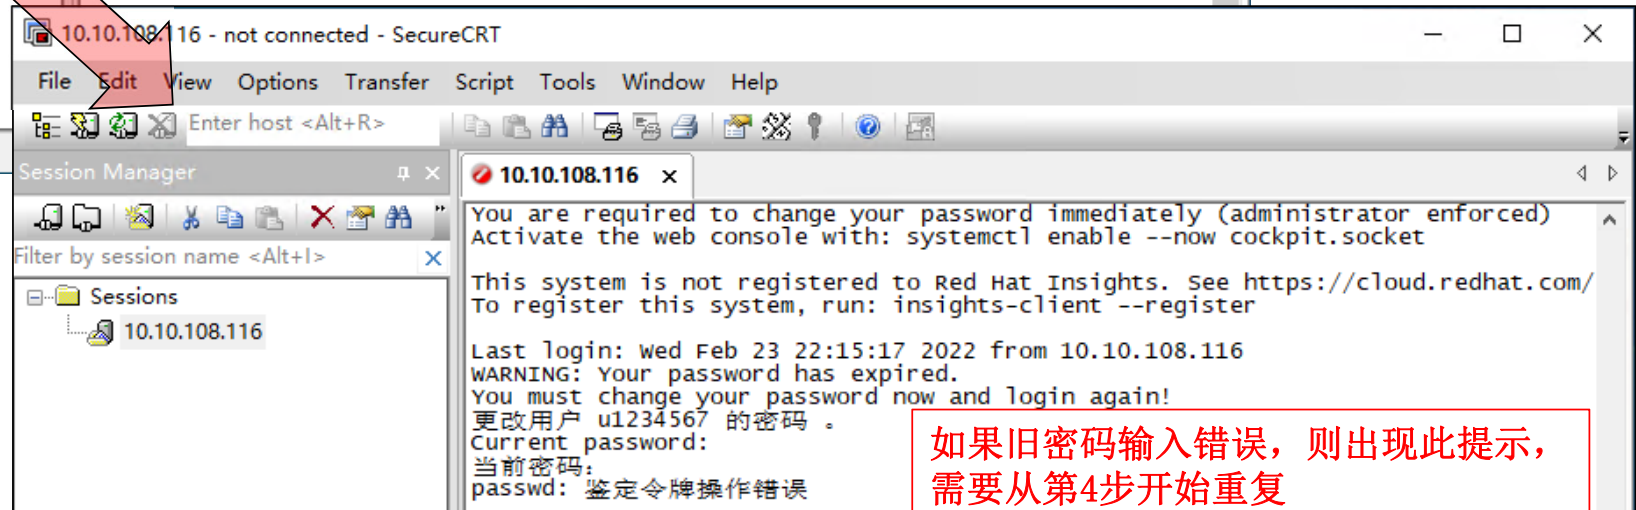 10.10.108.116 - not connected - SecureCRT
File Edit View Options Transfer Script Tools Window Help
Enter host <Alt+R>
Session Manager
10.10.108.116
Filter by session name <Alt+I>
Sessions
10.10.108.116
You are required to change your password immediately (administrator enforced)
Activate the web console with: systemctl enable --now cockpit.socket
This system is not registered to Red Hat Insights. See https://cloud.redhat.com/
To register this system, run: insights-client --register
Last login: Wed Feb 23 22:15:17 2022 from 10.10.108.116
WARNING: Your password has expired.
You must change your password now and login again!
更改用户 u1234567 的密码 。
Current password:
当前密码：
passwd: 鉴定令牌操作错误
如果旧密码输入错误，则出现此提示，
需要从第4步开始重复